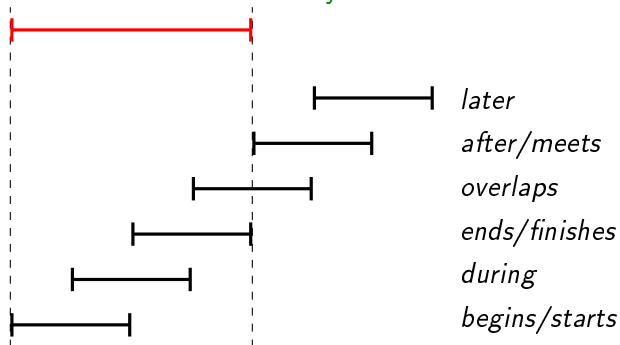 later
after/meets
overlaps
ends/finishes
during
begins/starts